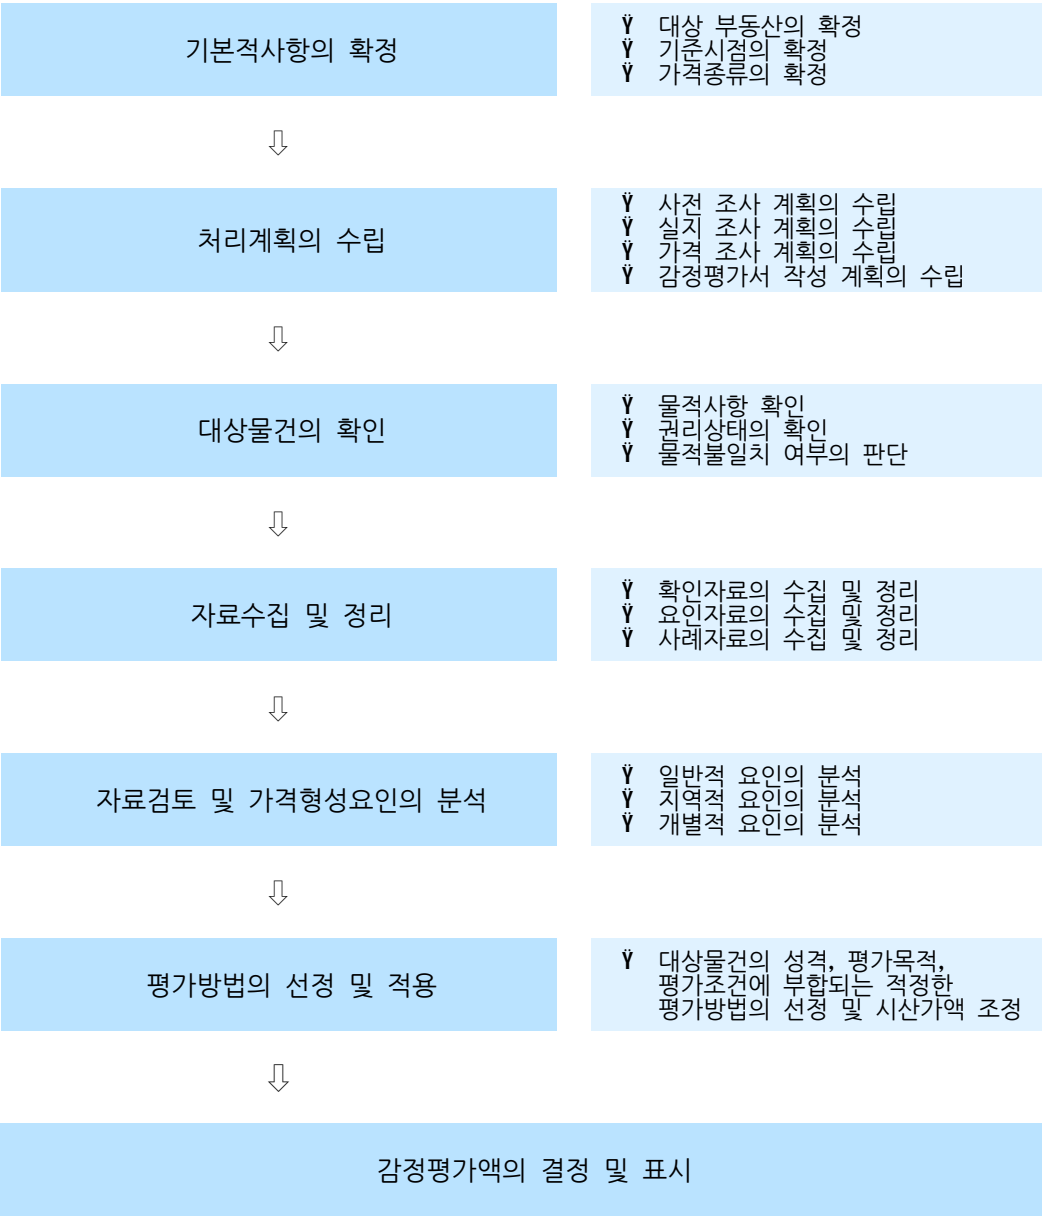 기본적사항의 확정
Ÿ 대상 부동산의 확정
Ÿ 기준시점의 확정
Ÿ 가격종류의 확정
⇩
처리계획의 수립
Ÿ 사전 조사 계획의 수립
Ÿ 실지 조사 계획의 수립
Ÿ 가격 조사 계획의 수립
Ÿ 감정평가서 작성 계획의 수립
⇩
대상물건의 확인
Ÿ 물적사항 확인
Ÿ 권리상태의 확인
Ÿ 물적불일치 여부의 판단
⇩
자료수집 및 정리
Ÿ 확인자료의 수집 및 정리
Ÿ 요인자료의 수집 및 정리
Ÿ 사례자료의 수집 및 정리
⇩
자료검토 및 가격형성요인의 분석
Ÿ 일반적 요인의 분석
Ÿ 지역적 요인의 분석
Ÿ 개별적 요인의 분석
⇩
평가방법의 선정 및 적용
Ÿ 대상물건의 성격, 평가목적,
평가조건에 부합되는 적정한
평가방법의 선정 및 시산가액 조정
⇩
감정평가액의 결정 및 표시